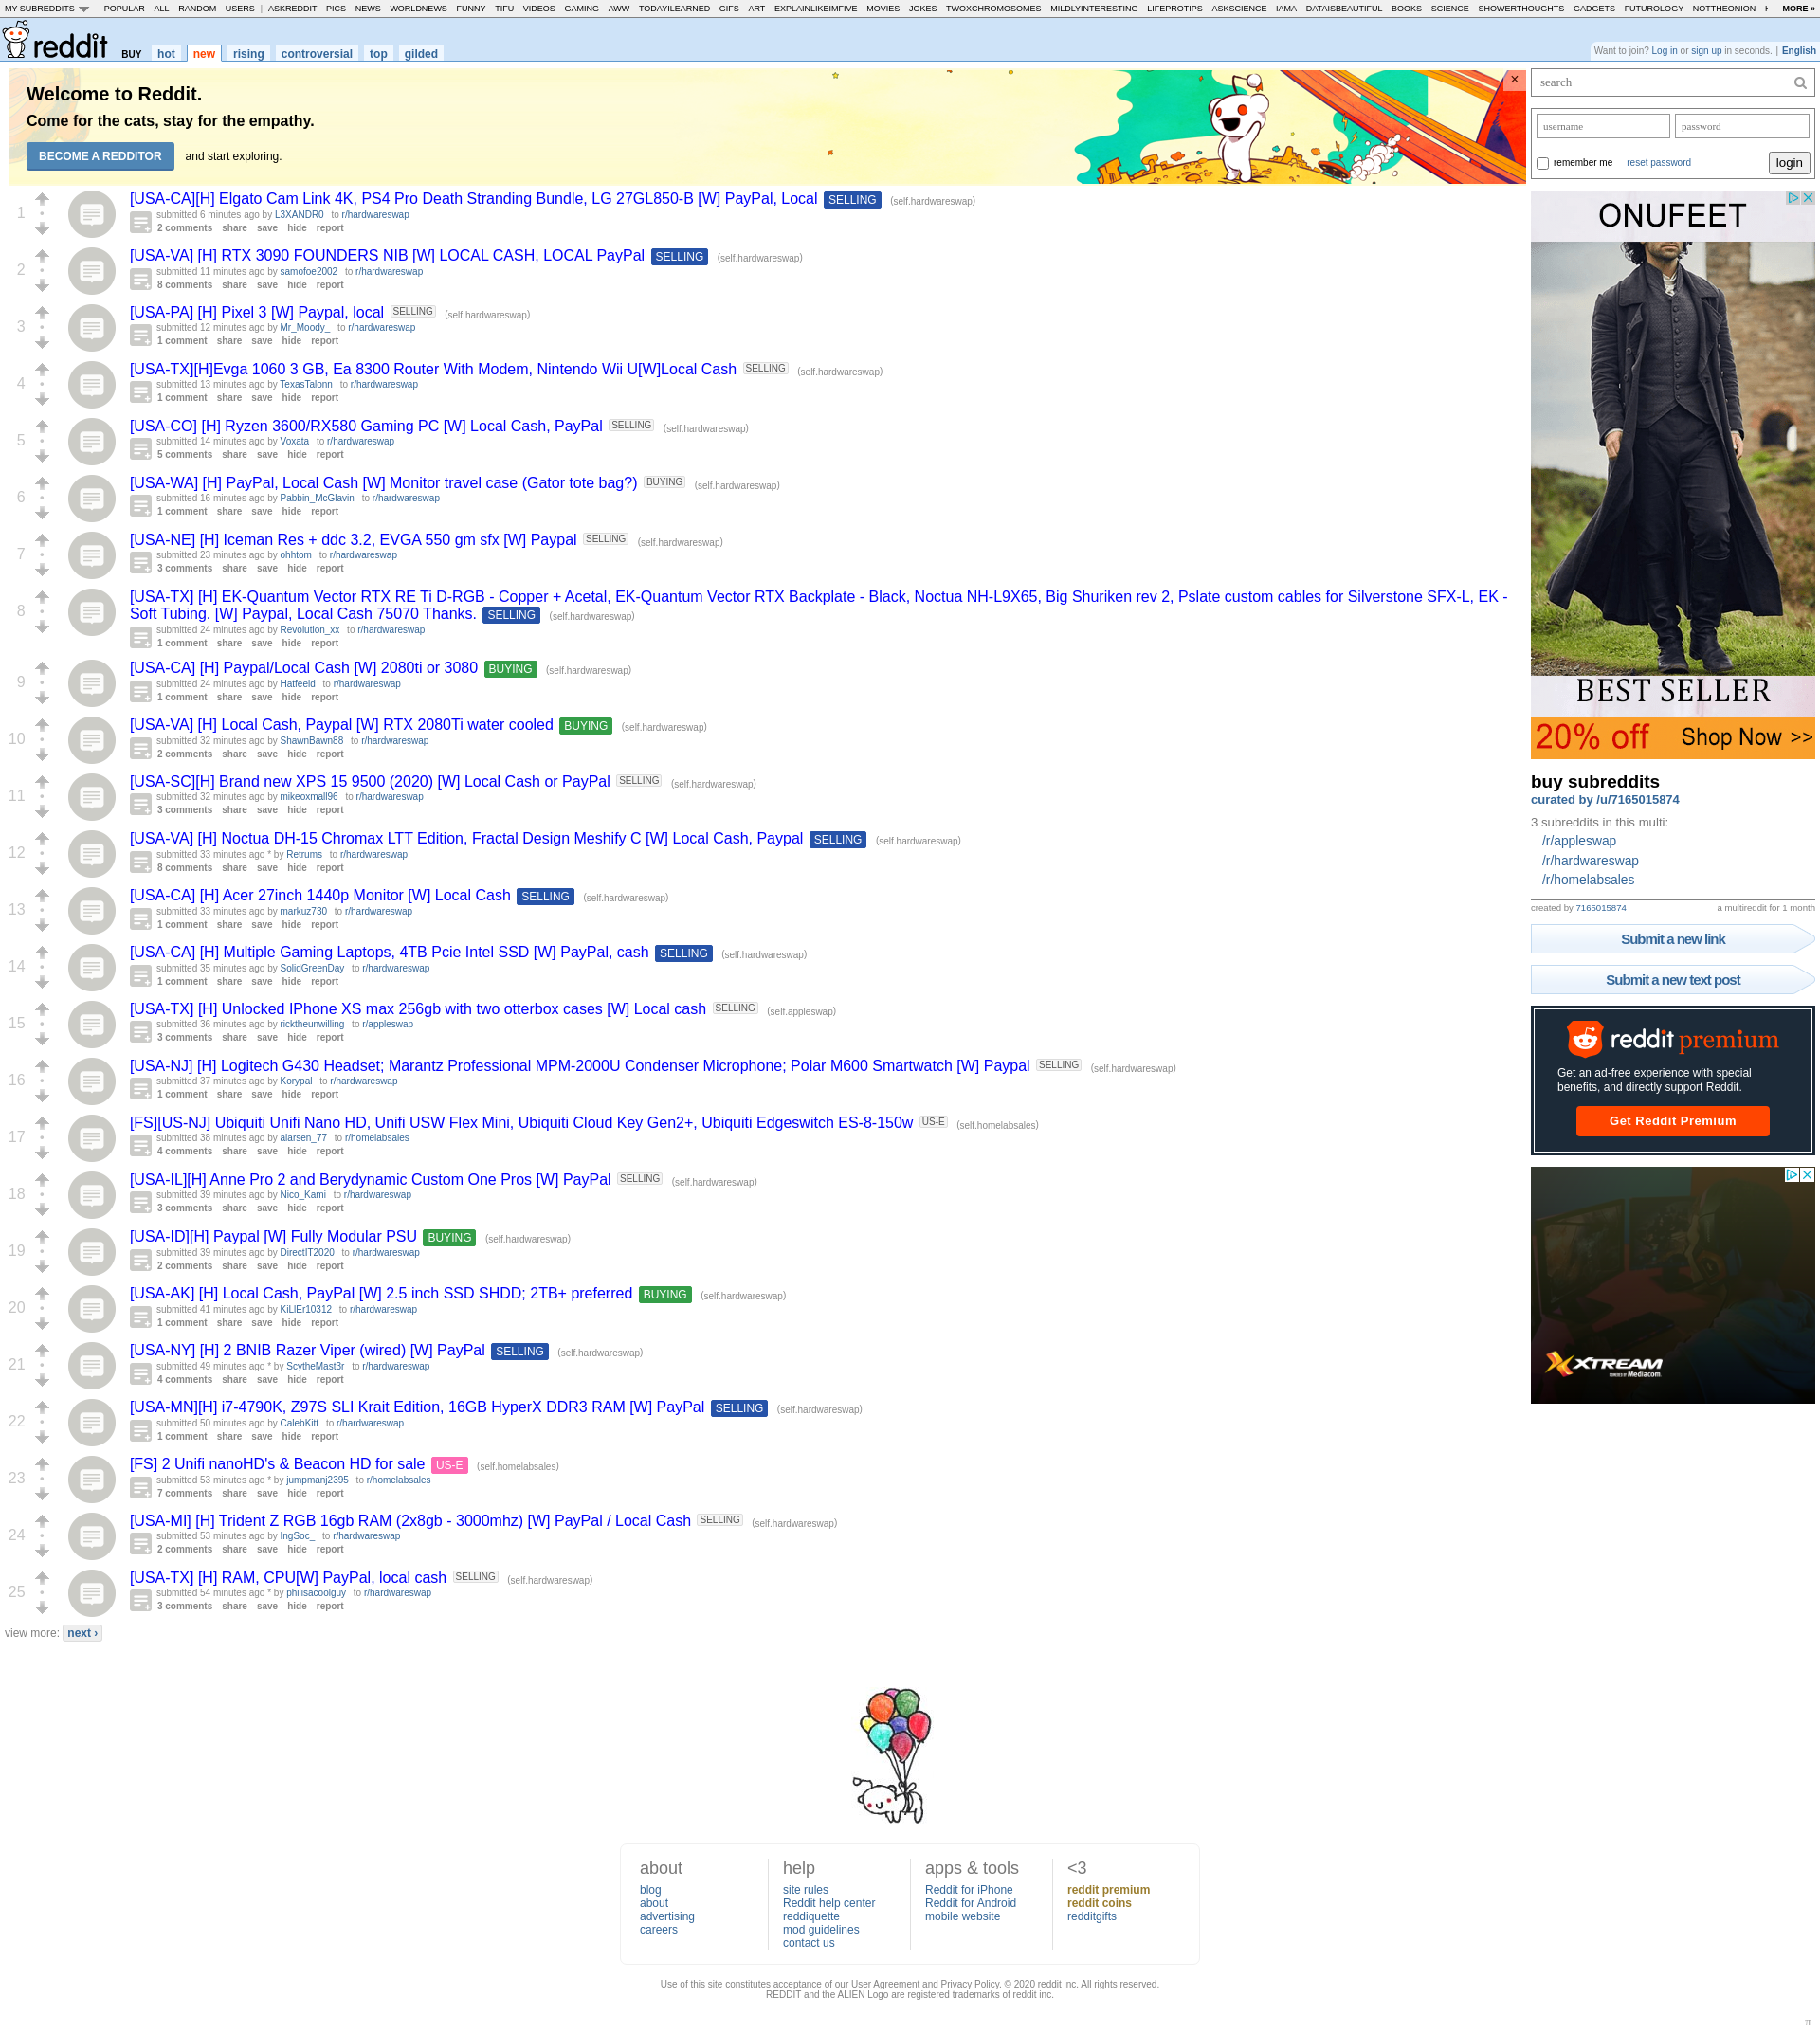 MY SUBREDDITS POPULAR - ALL - RANDOM - USERS | ASKREDDIT - PICS - NEWS - WORLDNEWS - FUNNY - TIFU - VIDEOS - GAMING - AWW - TODAYILEARNED - GIFS - ART - EXPLAINLIKEIMFIVE - MOVIES - JOKES - TWOXCHROMOSOMES - MILDLYINTERESTING - LIFEPROTIPS - ASKSCIENCE - IAMA - DATAISBEAUTIFUL - BOOKS - SCIENCE - SHOWERTHOUGHTS - GADGETS - FUTUROLOGY - NOTTHEONION - MORE »
reddit BUY hot new rising controversial top gilded
Want to join? Log in or sign up in seconds. | English
Welcome to Reddit.
Come for the cats, stay for the empathy.
BECOME A REDDITOR and start exploring.
×
1
[USA-CA][H] Elgato Cam Link 4K, PS4 Pro Death Stranding Bundle, LG 27GL850-B [W] PayPal, Local SELLING (self.hardwareswap)
submitted 6 minutes ago by L3XANDR0 to r/hardwareswap
2 comments share save hide report
2
[USA-VA] [H] RTX 3090 FOUNDERS NIB [W] LOCAL CASH, LOCAL PayPal SELLING (self.hardwareswap)
submitted 11 minutes ago by samofoe2002 to r/hardwareswap
8 comments share save hide report
3
[USA-PA] [H] Pixel 3 [W] Paypal, local SELLING (self.hardwareswap)
submitted 12 minutes ago by Mr_Moody_ to r/hardwareswap
1 comment share save hide report
4
[USA-TX][H]Evga 1060 3 GB, Ea 8300 Router With Modem, Nintendo Wii U[W]Local Cash SELLING (self.hardwareswap)
submitted 13 minutes ago by TexasTalonn to r/hardwareswap
1 comment share save hide report
5
[USA-CO] [H] Ryzen 3600/RX580 Gaming PC [W] Local Cash, PayPal SELLING (self.hardwareswap)
submitted 14 minutes ago by Voxata to r/hardwareswap
5 comments share save hide report
6
[USA-WA] [H] PayPal, Local Cash [W] Monitor travel case (Gator tote bag?) BUYING (self.hardwareswap)
submitted 16 minutes ago by Pabbin_McGlavin to r/hardwareswap
1 comment share save hide report
7
[USA-NE] [H] Iceman Res + ddc 3.2, EVGA 550 gm sfx [W] Paypal SELLING (self.hardwareswap)
submitted 23 minutes ago by ohhtom to r/hardwareswap
3 comments share save hide report
8
[USA-TX] [H] EK-Quantum Vector RTX RE Ti D-RGB - Copper + Acetal, EK-Quantum Vector RTX Backplate - Black, Noctua NH-L9X65, Big Shuriken rev 2, Pslate custom cables for Silverstone SFX-L, EK -
Soft Tubing. [W] Paypal, Local Cash 75070 Thanks. SELLING (self.hardwareswap)
submitted 24 minutes ago by Revolution_xx to r/hardwareswap
1 comment share save hide report
9
[USA-CA] [H] Paypal/Local Cash [W] 2080ti or 3080 BUYING (self.hardwareswap)
submitted 24 minutes ago by Hatfeeld to r/hardwareswap
1 comment share save hide report
10
[USA-VA] [H] Local Cash, Paypal [W] RTX 2080Ti water cooled BUYING (self.hardwareswap)
submitted 32 minutes ago by ShawnBawn88 to r/hardwareswap
2 comments share save hide report
11
[USA-SC][H] Brand new XPS 15 9500 (2020) [W] Local Cash or PayPal SELLING (self.hardwareswap)
submitted 32 minutes ago by mikeoxmall96 to r/hardwareswap
3 comments share save hide report
12
[USA-VA] [H] Noctua DH-15 Chromax LTT Edition, Fractal Design Meshify C [W] Local Cash, Paypal SELLING (self.hardwareswap)
submitted 33 minutes ago * by Retrums to r/hardwareswap
8 comments share save hide report
13
[USA-CA] [H] Acer 27inch 1440p Monitor [W] Local Cash SELLING (self.hardwareswap)
submitted 33 minutes ago by markuz730 to r/hardwareswap
1 comment share save hide report
14
[USA-CA] [H] Multiple Gaming Laptops, 4TB Pcie Intel SSD [W] PayPal, cash SELLING (self.hardwareswap)
submitted 35 minutes ago by SolidGreenDay to r/hardwareswap
1 comment share save hide report
15
[USA-TX] [H] Unlocked IPhone XS max 256gb with two otterbox cases [W] Local cash SELLING (self.appleswap)
submitted 36 minutes ago by ricktheunwilling to r/appleswap
3 comments share save hide report
16
[USA-NJ] [H] Logitech G430 Headset; Marantz Professional MPM-2000U Condenser Microphone; Polar M600 Smartwatch [W] Paypal SELLING (self.hardwareswap)
submitted 37 minutes ago by Korypal to r/hardwareswap
1 comment share save hide report
17
[FS][US-NJ] Ubiquiti Unifi Nano HD, Unifi USW Flex Mini, Ubiquiti Cloud Key Gen2+, Ubiquiti Edgeswitch ES-8-150w US-E (self.homelabsales)
submitted 38 minutes ago by alarsen_77 to r/homelabsales
4 comments share save hide report
18
[USA-IL][H] Anne Pro 2 and Berydynamic Custom One Pros [W] PayPal SELLING (self.hardwareswap)
submitted 39 minutes ago by Nico_Kami to r/hardwareswap
3 comments share save hide report
19
[USA-ID][H] Paypal [W] Fully Modular PSU BUYING (self.hardwareswap)
submitted 39 minutes ago by DirectIT2020 to r/hardwareswap
2 comments share save hide report
20
[USA-AK] [H] Local Cash, PayPal [W] 2.5 inch SSD SHDD; 2TB+ preferred BUYING (self.hardwareswap)
submitted 41 minutes ago by KiLlEr10312 to r/hardwareswap
1 comment share save hide report
21
[USA-NY] [H] 2 BNIB Razer Viper (wired) [W] PayPal SELLING (self.hardwareswap)
submitted 49 minutes ago * by ScytheMast3r to r/hardwareswap
4 comments share save hide report
22
[USA-MN][H] i7-4790K, Z97S SLI Krait Edition, 16GB HyperX DDR3 RAM [W] PayPal SELLING (self.hardwareswap)
submitted 50 minutes ago by CalebKitt to r/hardwareswap
1 comment share save hide report
23
[FS] 2 Unifi nanoHD's & Beacon HD for sale US-E (self.homelabsales)
submitted 53 minutes ago * by jumpmanj2395 to r/homelabsales
7 comments share save hide report
24
[USA-MI] [H] Trident Z RGB 16gb RAM (2x8gb - 3000mhz) [W] PayPal / Local Cash SELLING (self.hardwareswap)
submitted 53 minutes ago by IngSoc_ to r/hardwareswap
2 comments share save hide report
25
[USA-TX] [H] RAM, CPU[W] PayPal, local cash SELLING (self.hardwareswap)
submitted 54 minutes ago * by philisacoolguy to r/hardwareswap
3 comments share save hide report
view more: next ›
search
username password
remember me reset password login
ONUFEET
BEST SELLER
20% off Shop Now >>
buy subreddits
curated by /u/7165015874
3 subreddits in this multi:
/r/appleswap
/r/hardwareswap
/r/homelabsales
created by 7165015874 a multireddit for 1 month
Submit a new link
Submit a new text post
reddit premium
Get an ad-free experience with special
benefits, and directly support Reddit.
Get Reddit Premium
XTREAM
POWERED BY Mediacom
about
blog
about
advertising
careers
help
site rules
Reddit help center
reddiquette
mod guidelines
contact us
apps & tools
Reddit for iPhone
Reddit for Android
mobile website
<3
reddit premium
reddit coins
redditgifts
Use of this site constitutes acceptance of our User Agreement and Privacy Policy. © 2020 reddit inc. All rights reserved.
REDDIT and the ALIEN Logo are registered trademarks of reddit inc.
π